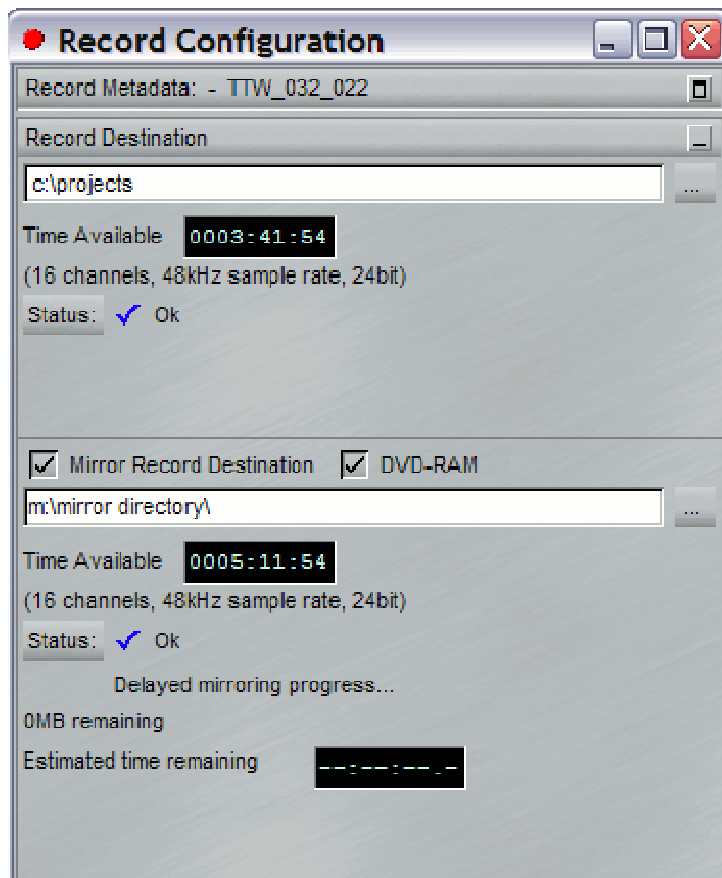 Record Configuration
Record Metadata: - TTW_032_022
Record Destination
c:\projects
...
Time Available 0003:41:54
(16 channels, 48kHz sample rate, 24bit)
Status: Ok
Mirror Record Destination DVD-RAM
m:\mirror directory\
...
Time Available 0005:11:54
(16 channels, 48kHz sample rate, 24bit)
Status: Ok
Delayed mirroring progress...
0MB remaining
Estimated time remaining --:--:--.-